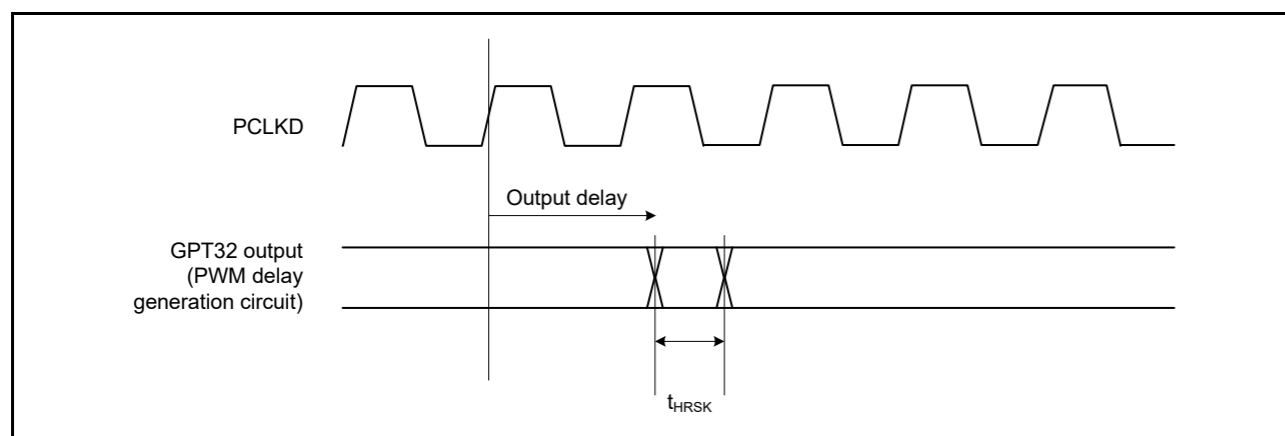 PCLKD
Output delay
GPT32 output
(PWM delay
generation circuit)
tHRSK